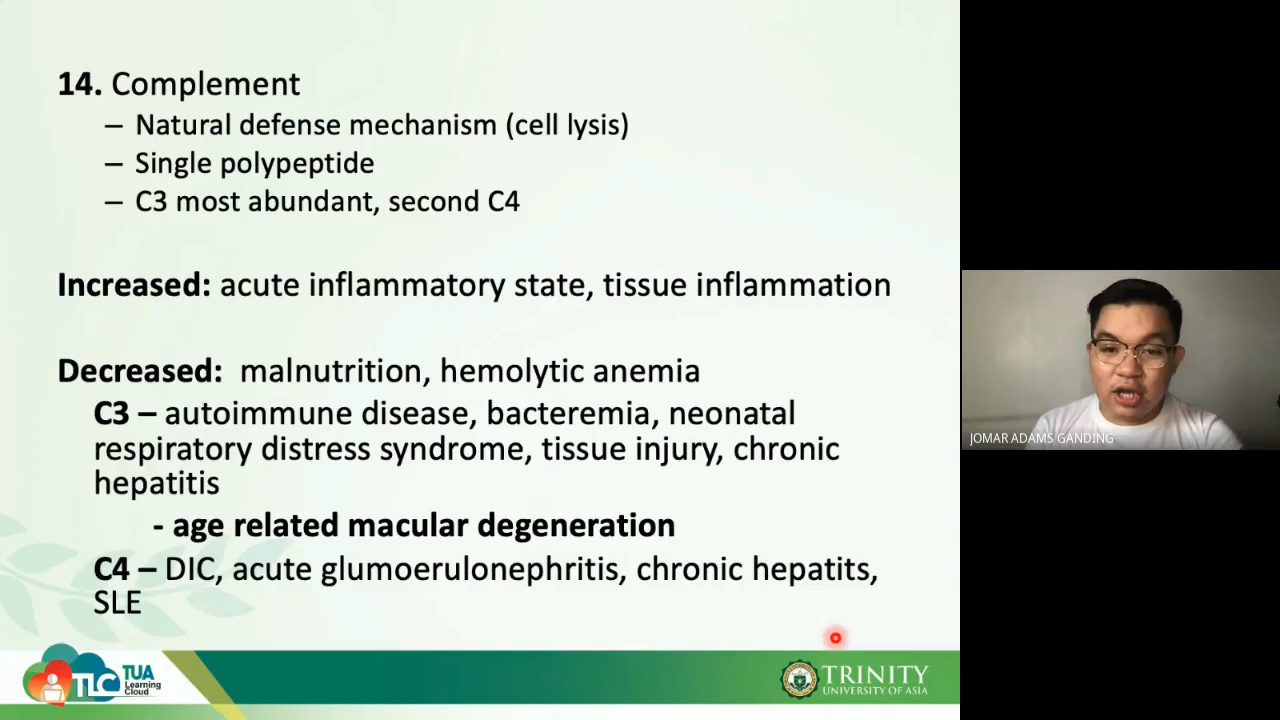 14. Complement
– Natural defense mechanism (cell lysis)
– Single polypeptide
– C3 most abundant, second C4
Increased: acute inflammatory state, tissue inflammation
Decreased: malnutrition, hemolytic anemia
C3 – autoimmune disease, bacteremia, neonatal
respiratory distress syndrome, tissue injury, chronic
hepatitis
- age related macular degeneration
C4 – DIC, acute glumoerulonephritis, chronic hepatits,
SLE
JOMAR ADAMS GANDING
TLC TUA
Learning
Cloud
TRINITY
UNIVERSITY OF ASIA